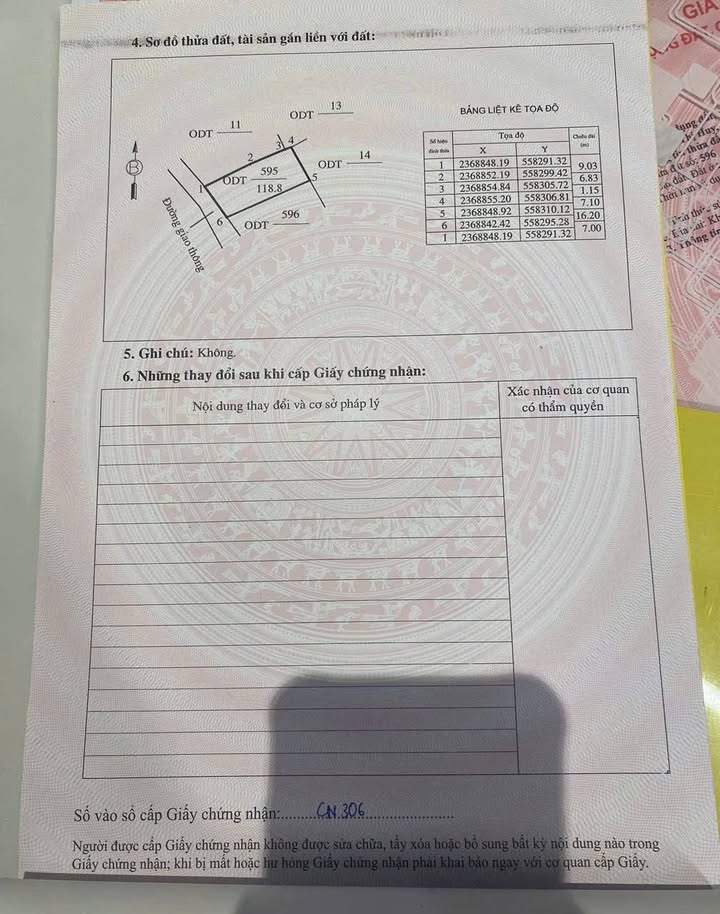 4. Sơ đồ thửa đất, tài sản gắn liền với đất:
ODT 11
ODT 13
ODT 14
ODT 595
118.8
ODT 596
1
2
3
4
5
6
B
Đường giao thông
BẢNG LIỆT KÊ TỌA ĐỘ
Số hiệu đỉnh thửa Tọa độ Chiều dài (m)
X Y
1 2368848.19 558291.32
9.03
2 2368852.19 558299.42
6.83
3 2368854.84 558305.72
1.15
4 2368855.20 558306.81
7.10
5 2368848.92 558310.12
16.20
6 2368842.42 558295.28
7.00
1 2368848.19 558291.32
5. Ghi chú: Không.
6. Những thay đổi sau khi cấp Giấy chứng nhận:
Nội dung thay đổi và cơ sở pháp lý
Xác nhận của cơ quan
có thẩm quyền
Số vào sổ cấp Giấy chứng nhận: CN 306
Người được cấp Giấy chứng nhận không được sửa chữa, tẩy xóa hoặc bổ sung bất kỳ nội dung nào trong
Giấy chứng nhận; khi bị mất hoặc hư hỏng Giấy chứng nhận phải khai báo ngay với cơ quan cấp Giấy.